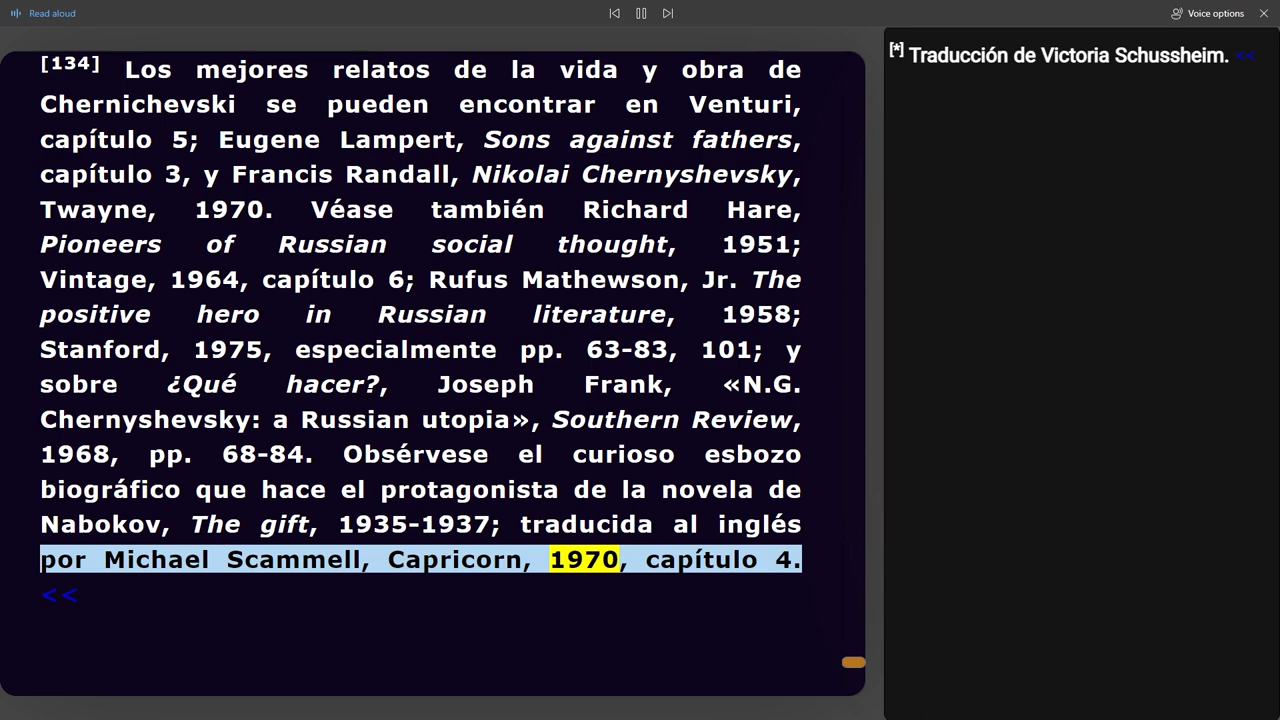 Read aloud
Voice options
[134] Los mejores relatos de la vida y obra de
Chernichevski se pueden encontrar en Venturi,
capítulo 5; Eugene Lampert, Sons against fathers,
capítulo 3, y Francis Randall, Nikolai Chernyshevsky,
Twayne, 1970. Véase también Richard Hare,
Pioneers of Russian social thought, 1951;
Vintage, 1964, capítulo 6; Rufus Mathewson, Jr. The
positive hero in Russian literature, 1958;
Stanford, 1975, especialmente pp. 63-83, 101; y
sobre ¿Qué hacer?, Joseph Frank, «N.G.
Chernyshevsky: a Russian utopia», Southern Review,
1968, pp. 68-84. Obsérvese el curioso esbozo
biográfico que hace el protagonista de la novela de
Nabokov, The gift, 1935-1937; traducida al inglés
por Michael Scammell, Capricorn, 1970, capítulo 4.
<<
[*] Traducción de Victoria Schussheim. <<